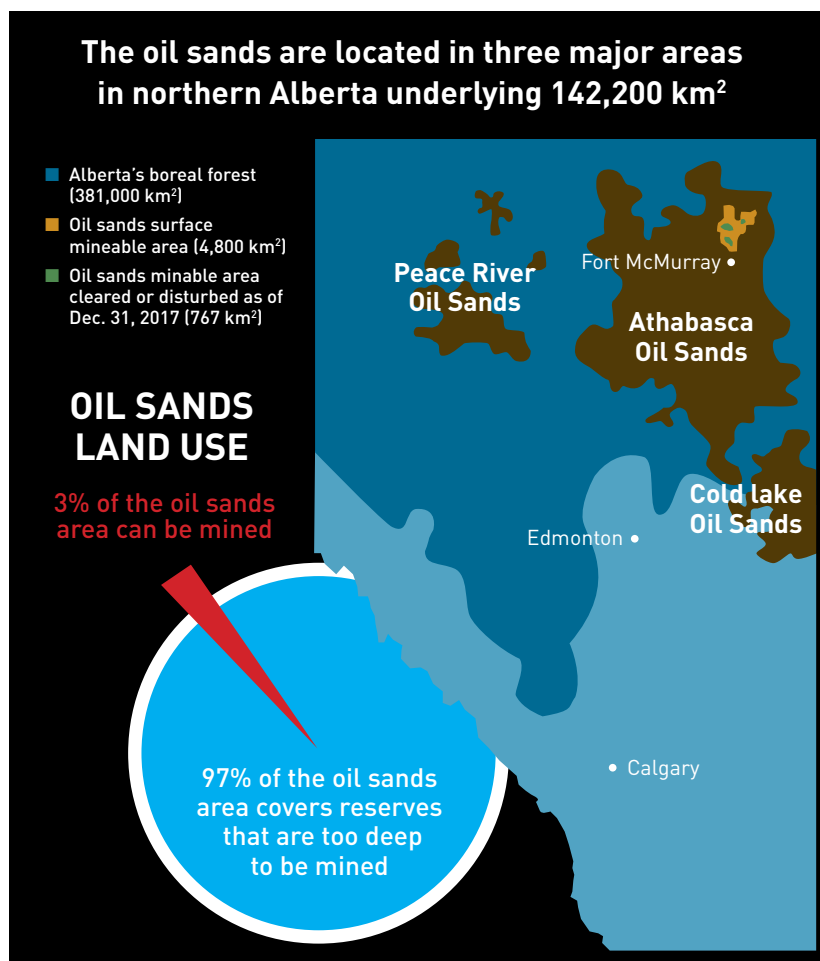 The oil sands are located in three major areas
in northern Alberta underlying 142,200 km²
Alberta's boreal forest
(381,000 km²)
Oil sands surface
mineable area (4,800 km²)
Oil sands minable area
cleared or disturbed as of
Dec. 31, 2017 (767 km²)
OIL SANDS
LAND USE
3% of the oil sands
area can be mined
97% of the oil sands
area covers reserves
that are too deep
to be mined
Peace River
Oil Sands
Fort McMurray
Athabasca
Oil Sands
Cold lake
Oil Sands
Edmonton
Calgary